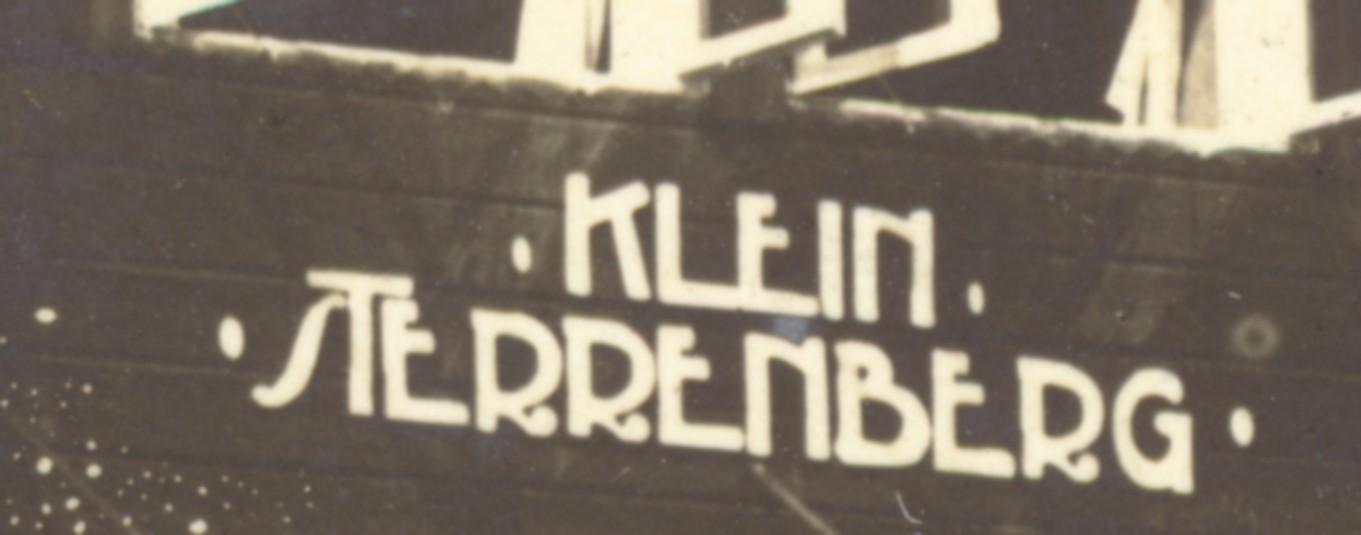 · KLEIN ·
· STERRENBERG ·